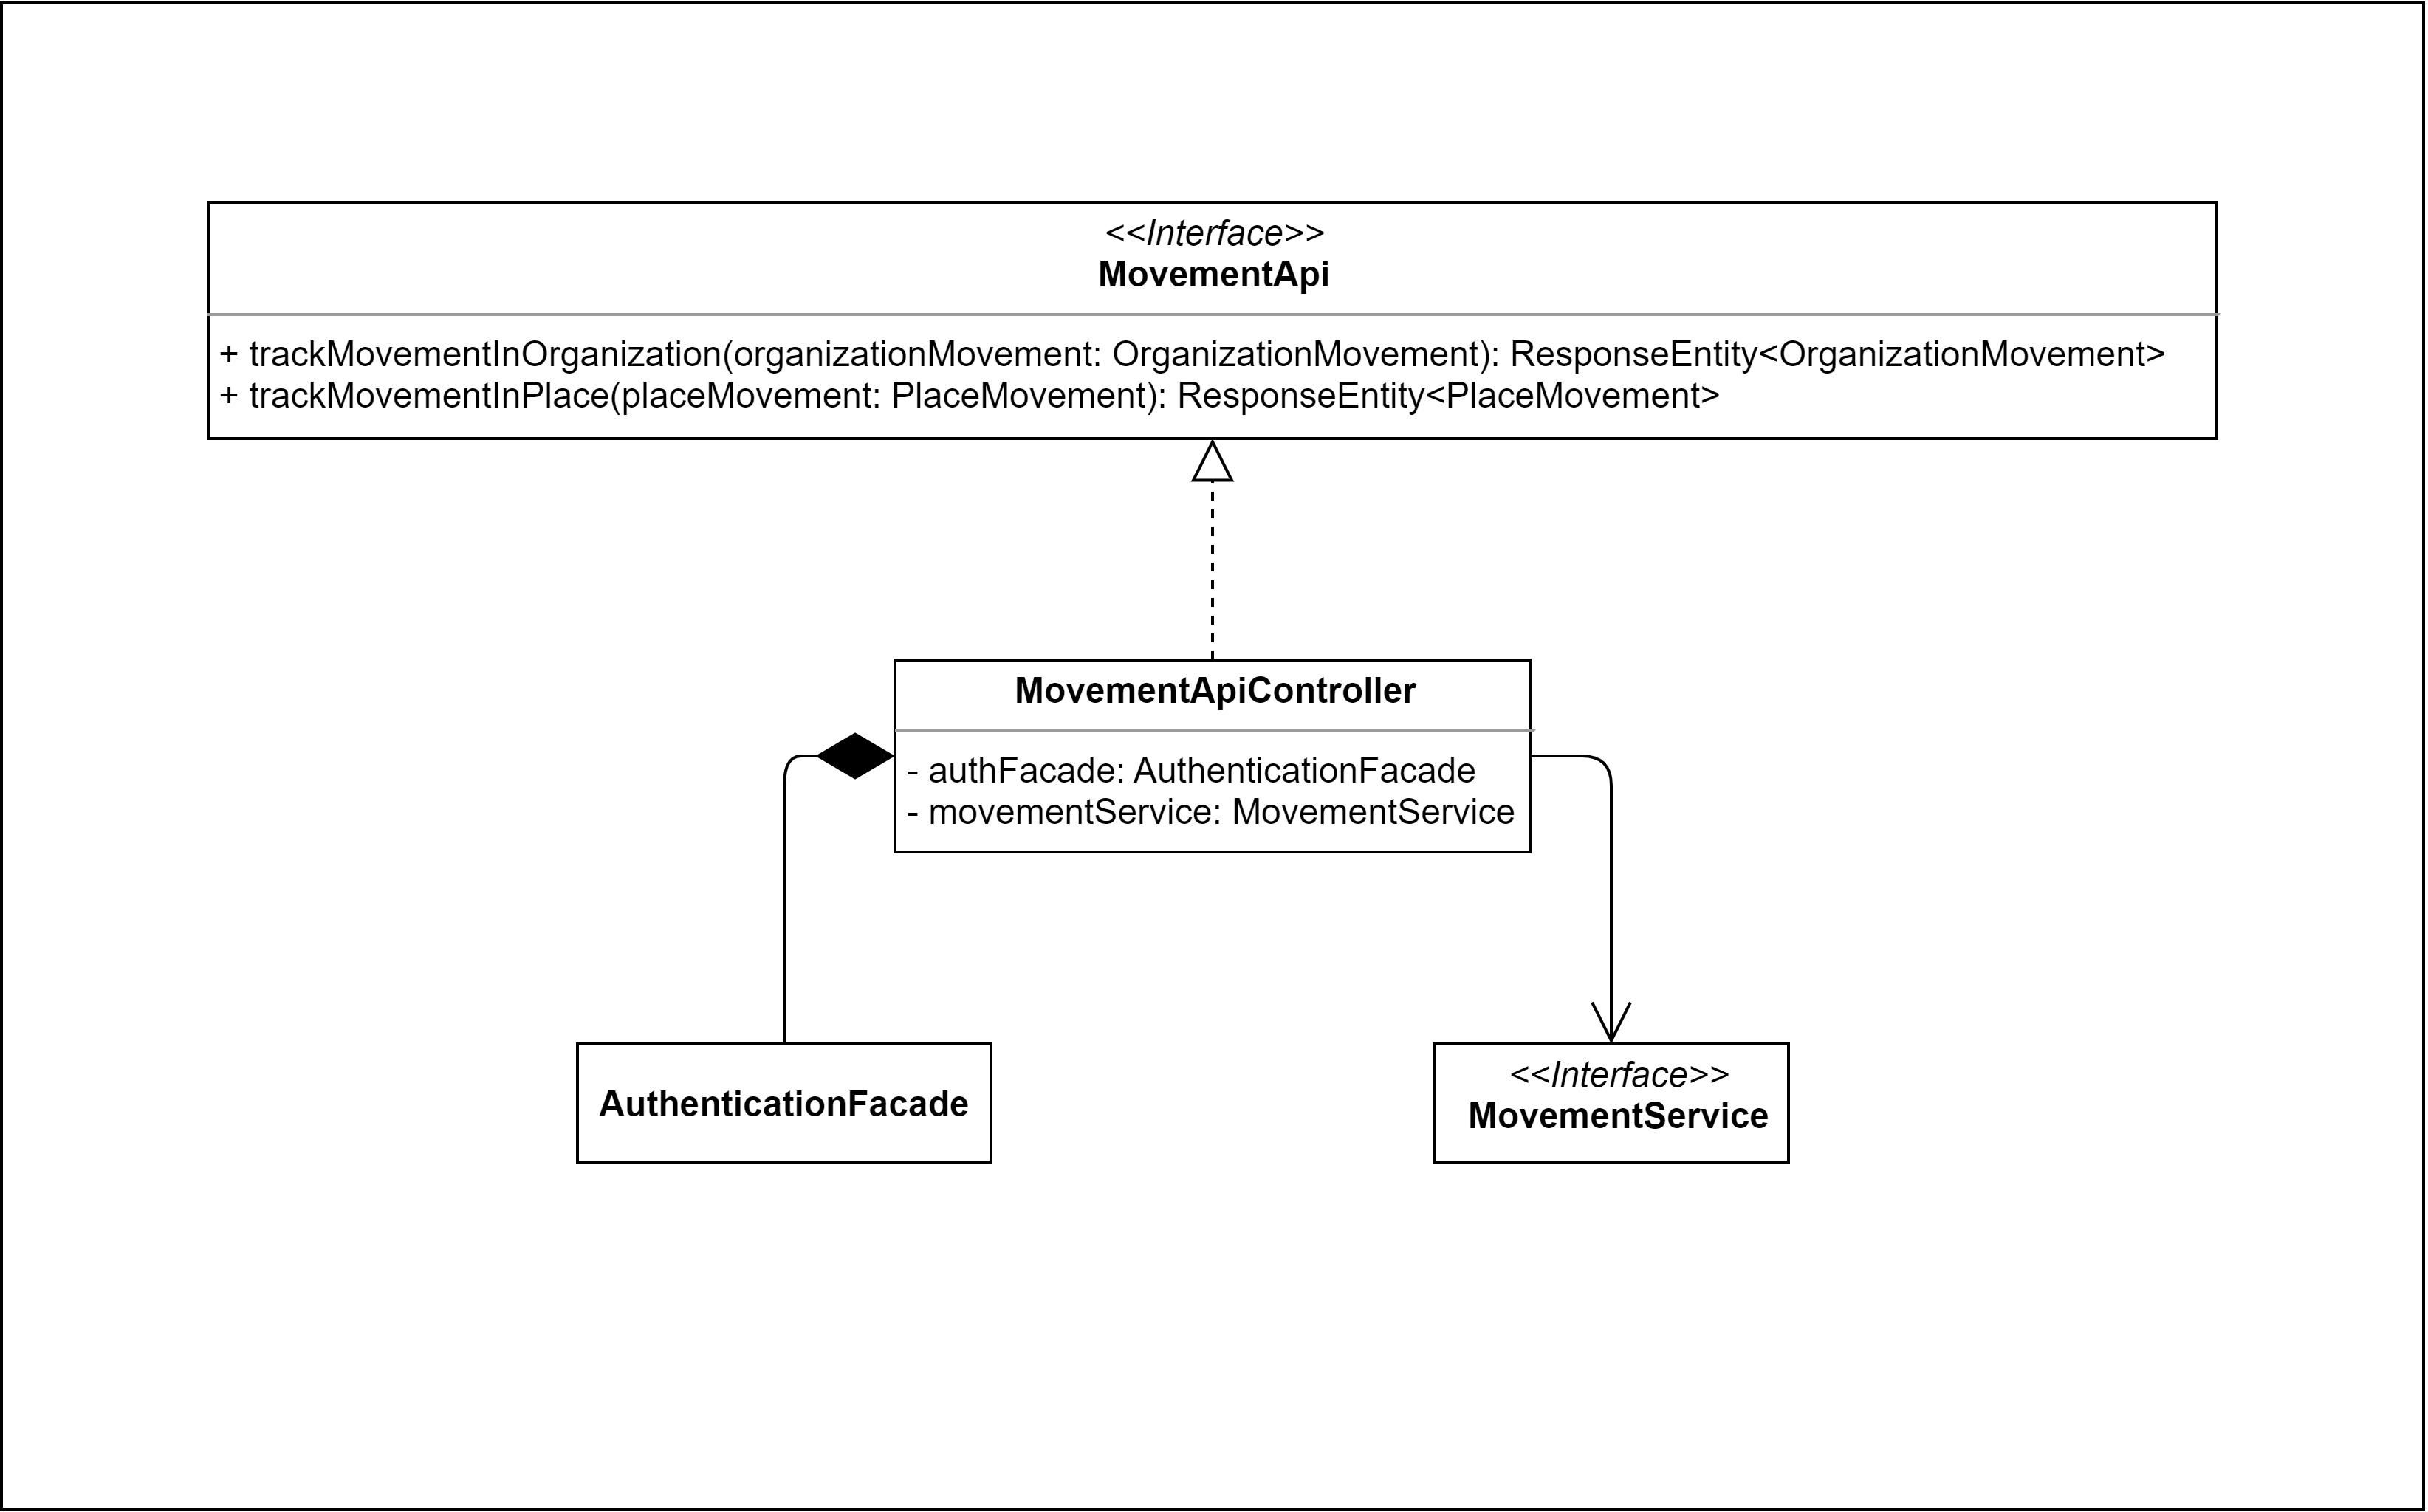 <<Interface>>
MovementApi
+ trackMovementInOrganization(organizationMovement: OrganizationMovement): ResponseEntity<OrganizationMovement>
+ trackMovementInPlace(placeMovement: PlaceMovement): ResponseEntity<PlaceMovement>
MovementApiController
- authFacade: AuthenticationFacade
- movementService: MovementService
AuthenticationFacade
<<Interface>>
MovementService